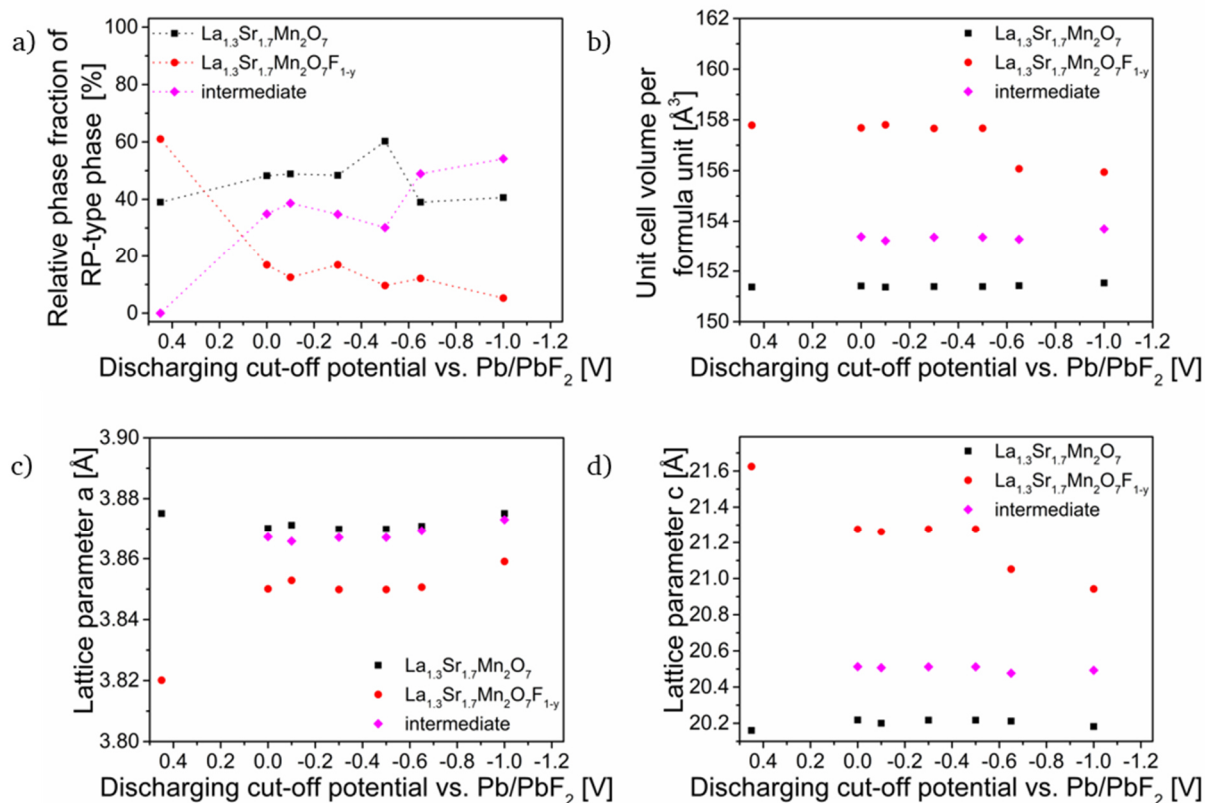 a)
Relative phase fraction of
RP-type phase [%]
100
80
60
40
20
0
La1.3Sr1.7Mn2O7
La1.3Sr1.7Mn2O7F1-y
intermediate
0.4 0.2 0.0 -0.2 -0.4 -0.6 -0.8 -1.0 -1.2
Discharging cut-off potential vs. Pb/PbF2 [V]
b)
Unit cell volume per
formula unit [Å3]
162
160
158
156
154
152
150
La1.3Sr1.7Mn2O7
La1.3Sr1.7Mn2O7F1-y
intermediate
0.4 0.2 0.0 -0.2 -0.4 -0.6 -0.8 -1.0 -1.2
Discharging cut-off potential vs. Pb/PbF2 [V]
c)
Lattice parameter a [Å]
3.90
3.88
3.86
3.84
3.82
3.80
La1.3Sr1.7Mn2O7
La1.3Sr1.7Mn2O7F1-y
intermediate
0.4 0.2 0.0 -0.2 -0.4 -0.6 -0.8 -1.0 -1.2
Discharging cut-off potential vs. Pb/PbF2 [V]
d)
Lattice parameter c [Å]
21.6
21.4
21.2
21.0
20.8
20.6
20.4
20.2
La1.3Sr1.7Mn2O7
La1.3Sr1.7Mn2O7F1-y
intermediate
0.4 0.2 0.0 -0.2 -0.4 -0.6 -0.8 -1.0 -1.2
Discharging cut-off potential vs. Pb/PbF2 [V]